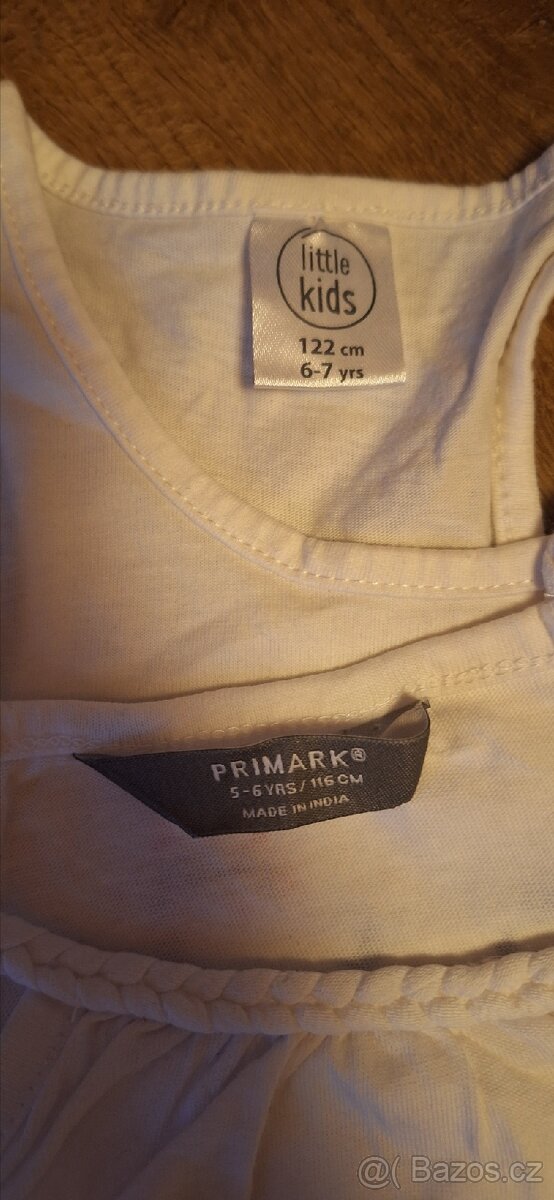 little
kids
122 cm
6-7 yrs
PRIMARK®
5-6 YRS / 116 CM
MADE IN INDIA
@( Bazos.cz